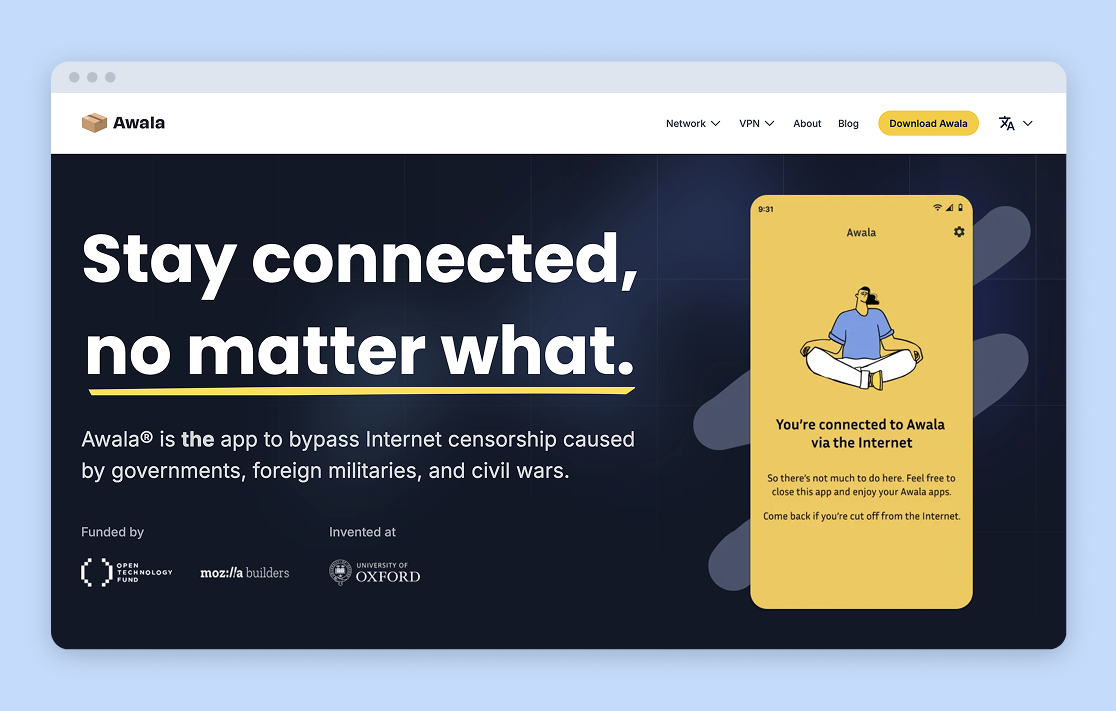 Awala
Network
VPN
About
Blog
Download Awala
Stay connected,
no matter what.
Awala® is the app to bypass Internet censorship caused
by governments, foreign militaries, and civil wars.
Funded by
OPEN
TECHNOLOGY
FUND
moz://a builders
Invented at
UNIVERSITY OF
OXFORD
9:31
Awala
You're connected to Awala
via the Internet
So there's not much to do here. Feel free to
close this app and enjoy your Awala apps.
Come back if you're cut off from the Internet.